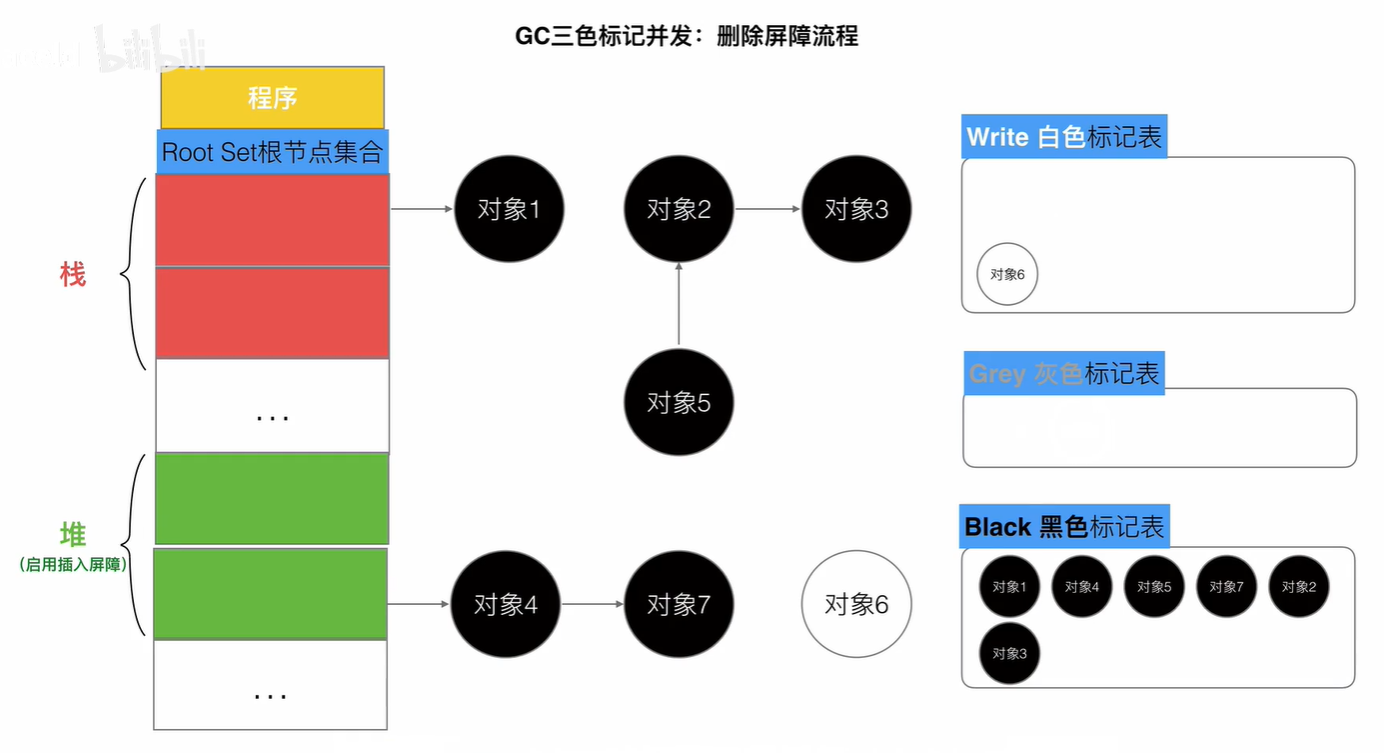 GC三色标记并发：删除屏障流程
bilibili
程序
Root Set根节点集合
栈
...
堆
（启用插入屏障）
...
对象1
对象2
对象3
对象5
对象4
对象7
对象6
Write 白色标记表
对象6
Grey 灰色标记表
Black 黑色标记表
对象1
对象4
对象5
对象7
对象2
对象3